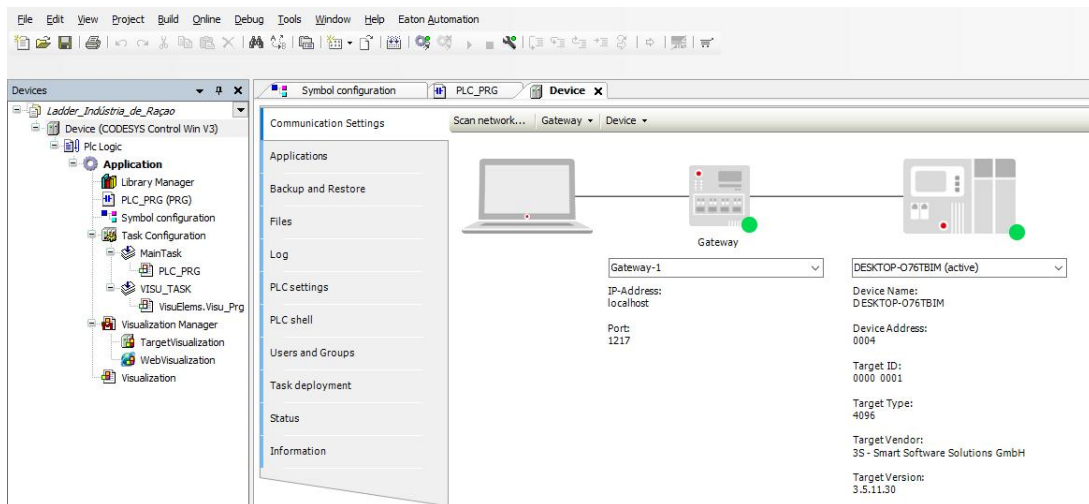 File Edit View Project Build Online Debug Tools Window Help Eaton Automation
Devices
Ladder_Indústria_de_Raçao
Device (CODESYS Control Win V3)
Plc Logic
Application
Library Manager
PLC_PRG (PRG)
Symbol configuration
Task Configuration
MainTask
PLC_PRG
VISU_TASK
VisuElems.Visu_Prg
Visualization Manager
TargetVisualization
WebVisualization
Visualization
Symbol configuration PLC_PRG Device
Communication Settings
Applications
Backup and Restore
Files
Log
PLC settings
PLC shell
Users and Groups
Task deployment
Status
Information
Scan network... Gateway Device
Gateway
Gateway-1
IP-Address:
localhost
Port:
1217
DESKTOP-O76TBIM (active)
Device Name:
DESKTOP-O76TBIM
Device Address:
0004
Target ID:
0000 0001
Target Type:
4096
Target Vendor:
3S - Smart Software Solutions GmbH
Target Version:
3.5.11.30